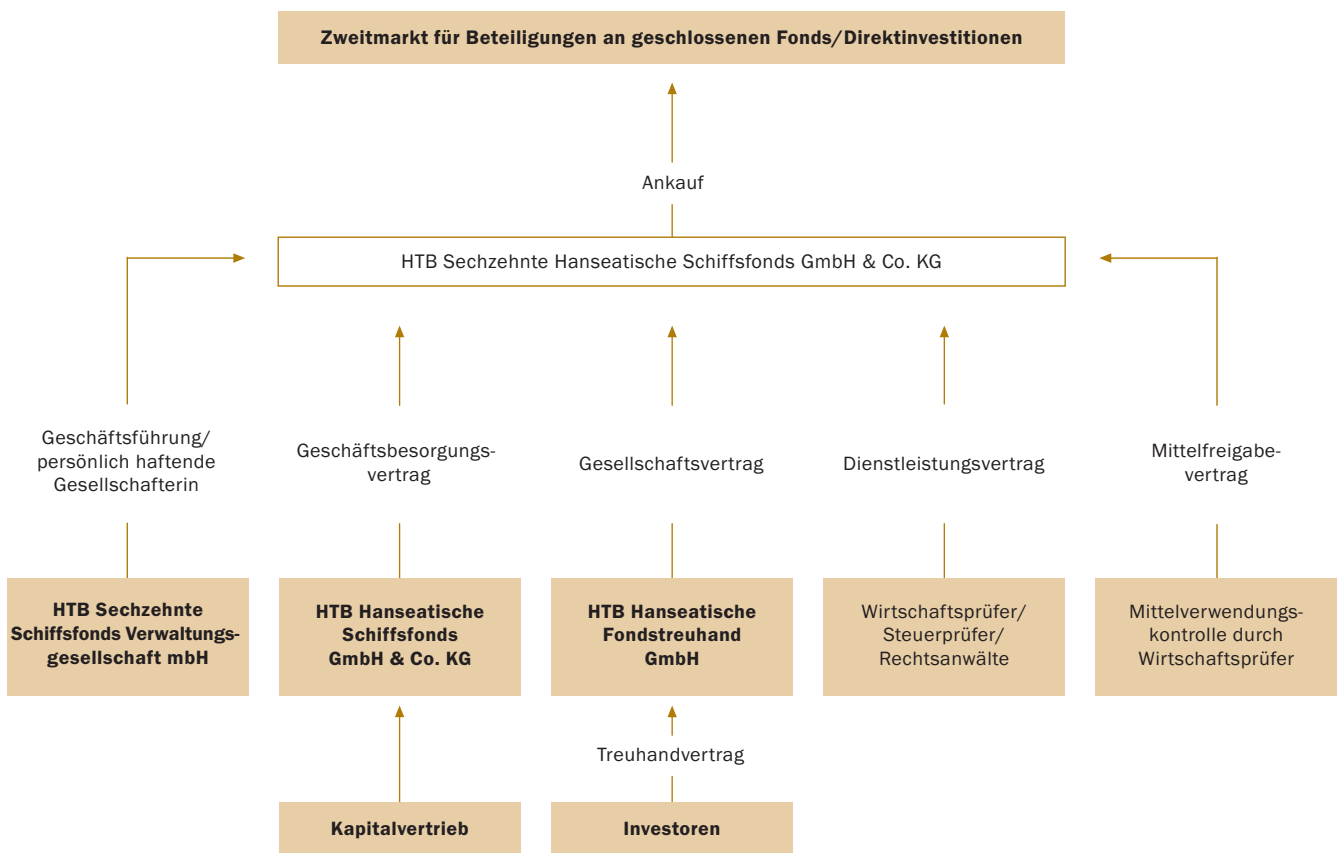 Zweitmarkt für Beteiligungen an geschlossenen Fonds/Direktinvestitionen
Ankauf
HTB Sechzehnte Hanseatische Schiffsfonds GmbH & Co. KG
Geschäftsführung/
persönlich haftende
Gesellschafterin
Geschäftsbesorgungs-
vertrag
Gesellschaftsvertrag
Dienstleistungsvertrag
Mittelfreigabe-
vertrag
HTB Sechzehnte
Schiffsfonds Verwaltungs-
gesellschaft mbH
HTB Hanseatische
Schiffsfonds
GmbH & Co. KG
HTB Hanseatische
Fondstreuhand
GmbH
Wirtschaftsprüfer/
Steuerprüfer/
Rechtsanwälte
Mittelverwendungs-
kontrolle durch
Wirtschaftsprüfer
Treuhandvertrag
Kapitalvertrieb
Investoren